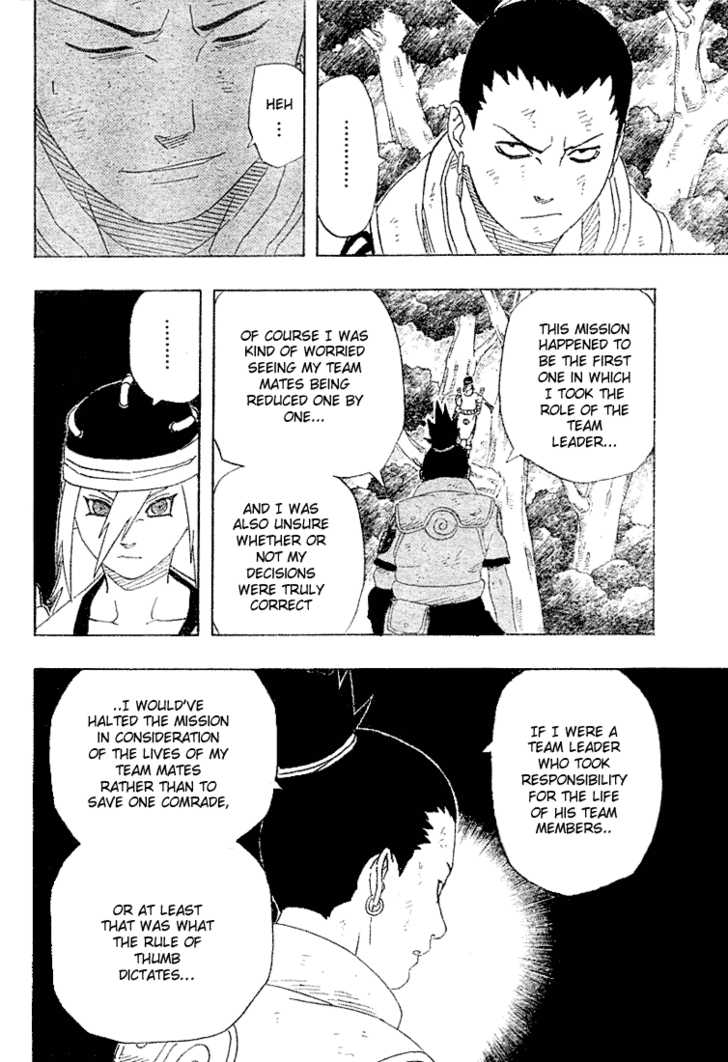 .........
HEH
...
THIS MISSION
HAPPENED TO
BE THE FIRST
ONE IN WHICH
I TOOK THE
ROLE OF THE
TEAM
LEADER...
OF COURSE I WAS
KIND OF WORRIED
SEEING MY TEAM
MATES BEING
REDUCED ONE BY
ONE...
AND I WAS
ALSO UNSURE
WHETHER OR
NOT MY
DECISIONS
WERE TRULY
CORRECT
.........
IF I WERE A
TEAM LEADER
WHO TOOK
RESPONSIBILITY
FOR THE LIFE
OF HIS TEAM
MEMBERS..
..I WOULD'VE
HALTED THE MISSION
IN CONSIDERATION
OF THE LIVES OF MY
TEAM MATES
RATHER THAN TO
SAVE ONE COMRADE,
OR AT LEAST
THAT WAS WHAT
THE RULE OF
THUMB
DICTATES...